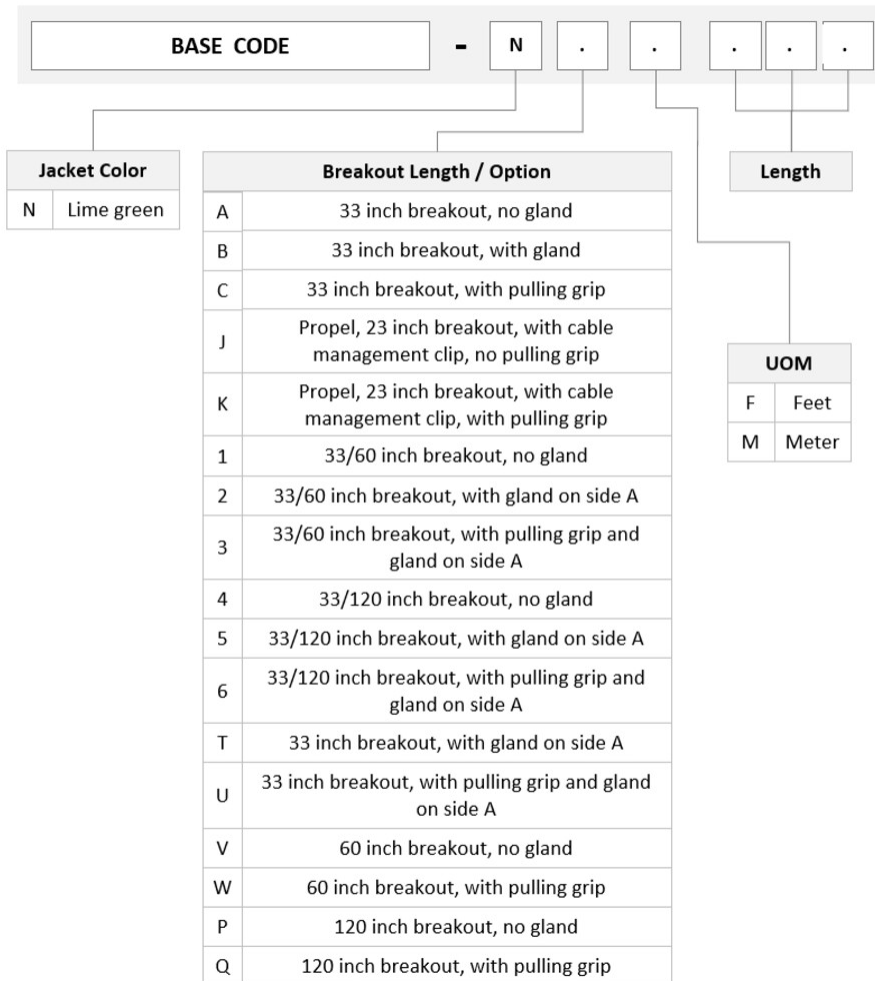 BASE CODE - N . . . . .
Jacket Color
N Lime green
Breakout Length / Option
A 33 inch breakout, no gland
B 33 inch breakout, with gland
C 33 inch breakout, with pulling grip
J Propel, 23 inch breakout, with cable
management clip, no pulling grip
K Propel, 23 inch breakout, with cable
management clip, with pulling grip
1 33/60 inch breakout, no gland
2 33/60 inch breakout, with gland on side A
3 33/60 inch breakout, with pulling grip and
gland on side A
4 33/120 inch breakout, no gland
5 33/120 inch breakout, with gland on side A
6 33/120 inch breakout, with pulling grip and
gland on side A
T 33 inch breakout, with gland on side A
U 33 inch breakout, with pulling grip and gland
on side A
V 60 inch breakout, no gland
W 60 inch breakout, with pulling grip
P 120 inch breakout, no gland
Q 120 inch breakout, with pulling grip
Length
UOM
F Feet
M Meter